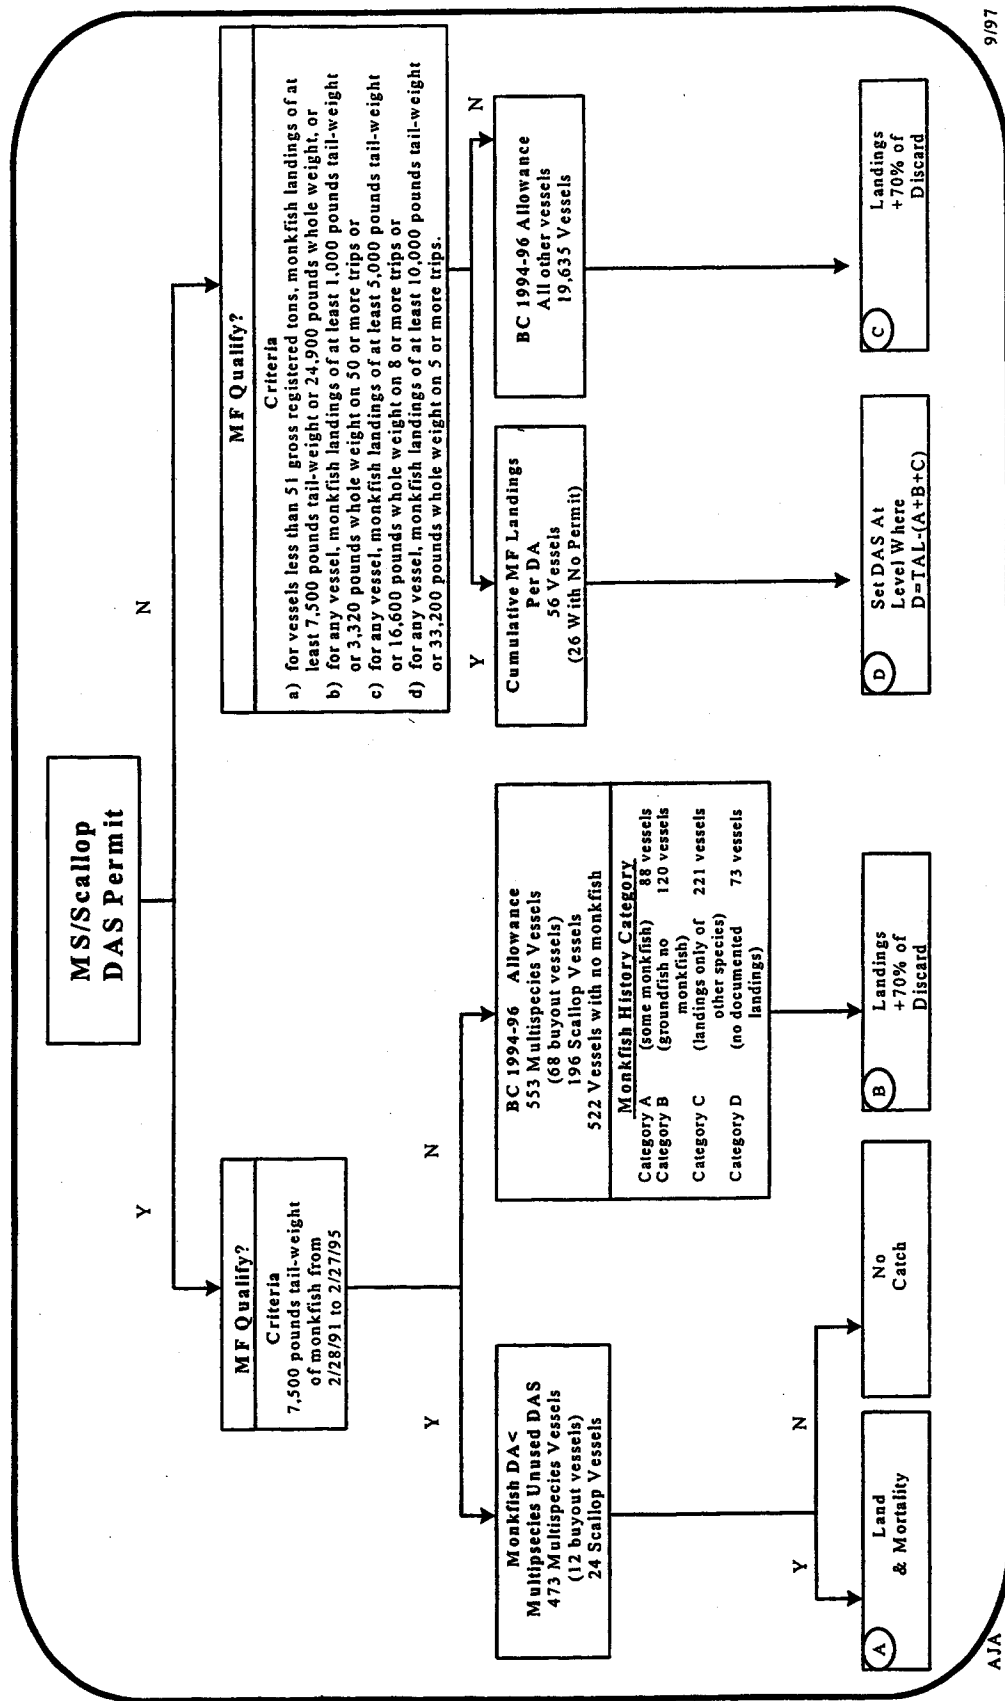 MS/Scallop
DAS Permit
Y
N
MF Qualify?
Criteria
7,500 pounds tail-weight
of monkfish from
2/28/91 to 2/27/95
MF Qualify?
Criteria
a) for vessels less than 51 gross registered tons, monkfish landings of at
least 7,500 pounds tail-weight or 24,900 pounds whole weight, or
b) for any vessel, monkfish landings of at least 1,000 pounds tail-weight
or 3,320 pounds whole weight on 50 or more trips or
c) for any vessel, monkfish landings of at least 5,000 pounds tail-weight
or 16,600 pounds whole weight on 8 or more trips or
d) for any vessel, monkfish landings of at least 10,000 pounds tail-weight
or 33,200 pounds whole weight on 5 or more trips.
Y
N
Y
N
Monkfish DA<
Multipsecies Unused DAS
473 Multispecies Vessels
(12 buyout vessels)
24 Scallop Vessels
BC 1994-96 Allowance
553 Multispecies Vessels
(68 buyout vessels)
196 Scallop Vessels
522 Vessels with no monkfish
Monkfish History Category
Category A (some monkfish) 88 vessels
Category B (groundfish no 120 vessels
monkfish)
Category C (landings only of 221 vessels
other species)
Category D (no documented 73 vessels
landings)
Cumulative MF Landings
Per DA
56 Vessels
(26 With No Permit)
BC 1994-96 Allowance
All other vessels
19,635 Vessels
Y
N
A
Land
& Mortality
No
Catch
B
Landings
+70% of
Discard
D
Set DAS At
Level Where
D=TAL-(A+B+C)
C
Landings
+70% of
Discard
AJA
9/97